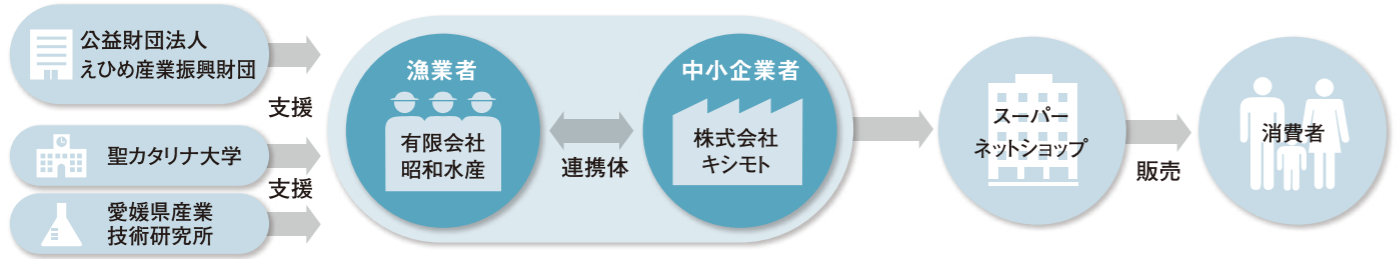 公益財団法人
えひめ産業振興財団
支援
聖カタリナ大学
支援
愛媛県産業
技術研究所
漁業者
有限会社
昭和水産
連携体
中小企業者
株式会社
キシモト
スーパー
ネットショップ
販売
消費者